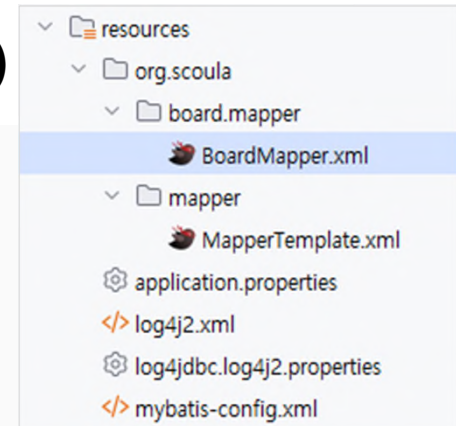 resources
org.scoula
board.mapper
BoardMapper.xml
mapper
MapperTemplate.xml
application.properties
log4j2.xml
log4jdbc.log4j2.properties
mybatis-config.xml